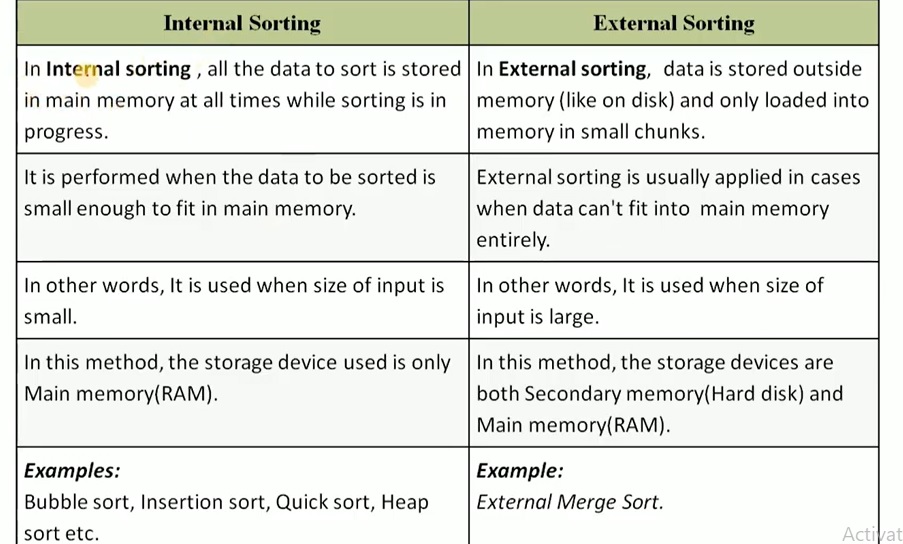 Internal Sorting
External Sorting
In Internal sorting , all the data to sort is stored
in main memory at all times while sorting is in
progress.
In External sorting, data is stored outside
memory (like on disk) and only loaded into
memory in small chunks.
It is performed when the data to be sorted is
small enough to fit in main memory.
External sorting is usually applied in cases
when data can't fit into main memory
entirely.
In other words, It is used when size of input is
small.
In other words, It is used when size of
input is large.
In this method, the storage device used is only
Main memory(RAM).
In this method, the storage devices are
both Secondary memory(Hard disk) and
Main memory(RAM).
Examples:
Bubble sort, Insertion sort, Quick sort, Heap
sort etc.
Example:
External Merge Sort.
Activat